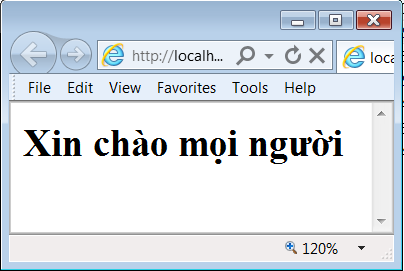 http://localh...
loca
File Edit View Favorites Tools Help
Xin chào mọi người
120%